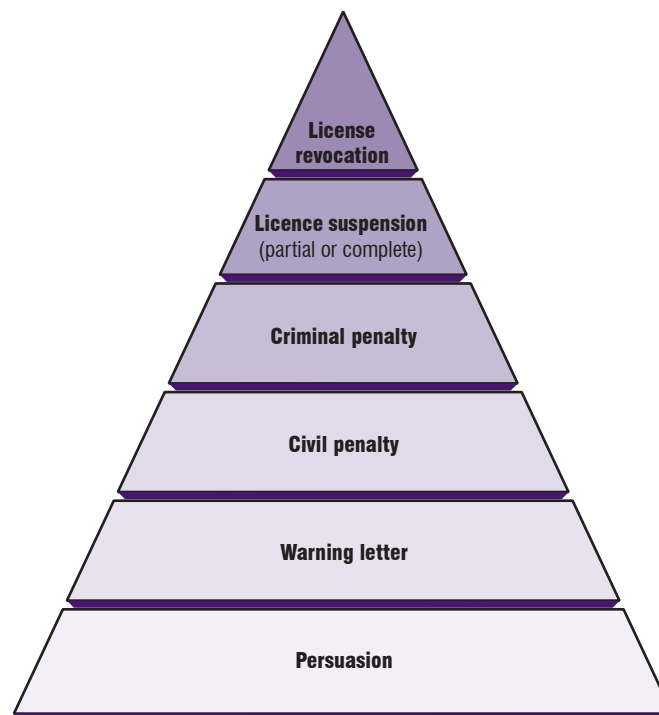 License
revocation
Licence suspension
(partial or complete)
Criminal penalty
Civil penalty
Warning letter
Persuasion